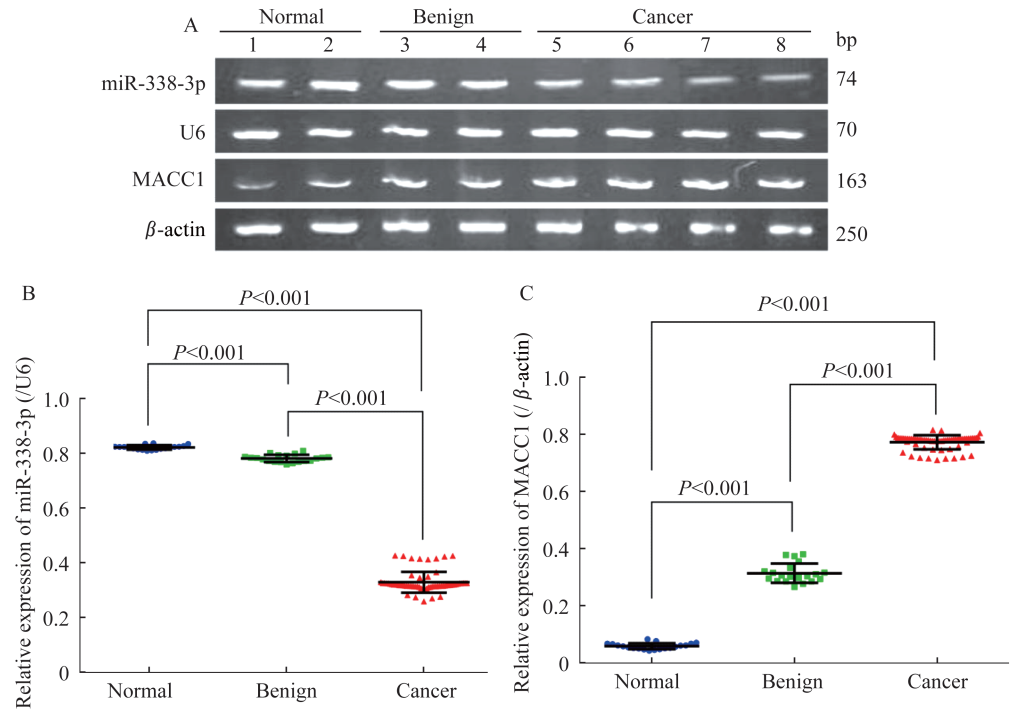 A
Normal Benign Cancer
1 2 3 4 5 6 7 8 bp
miR-338-3p 74
U6 70
MACC1 163
β-actin 250
B
P<0.001
P<0.001
P<0.001
Relative expression of miR-338-3p (/U6)
1.0
0.8
0.6
0.4
0.2
0
Normal Benign Cancer
C
P<0.001
P<0.001
P<0.001
Relative expression of MACC1 (/ β-actin)
1.0
0.8
0.6
0.4
0.2
0
Normal Benign Cancer